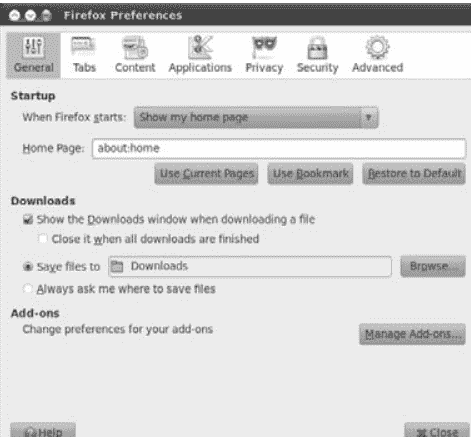 Firefox Preferences
General Tabs Content Applications Privacy Security Advanced
Startup
When Firefox starts: Show my home page
Home Page: about:home
Use Current Pages Use Bookmark Restore to Default
Downloads
Show the Downloads window when downloading a file
Close it when all downloads are finished
Save files to Downloads Browse...
Always ask me where to save files
Add-ons
Change preferences for your add-ons
Manage Add-ons...
Help Close